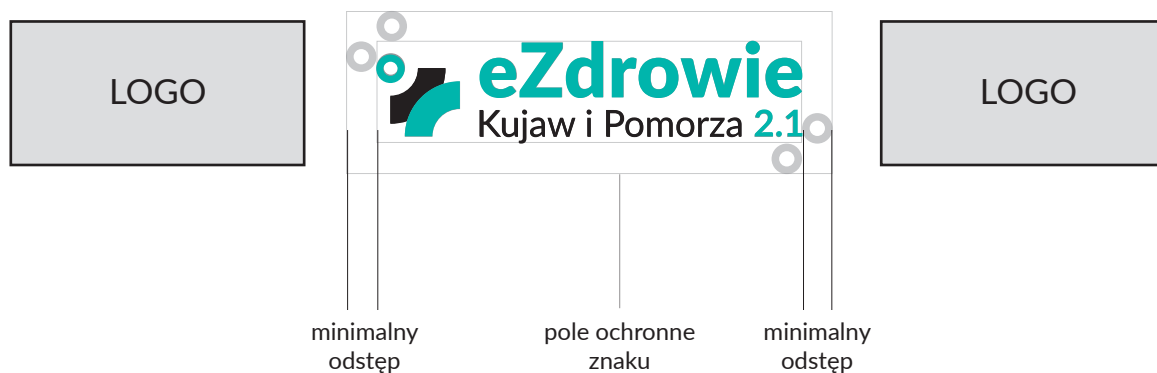 LOGO
eZdrowie
Kujaw i Pomorza 2.1
LOGO
minimalny
odstęp
pole ochronne
znaku
minimalny
odstęp